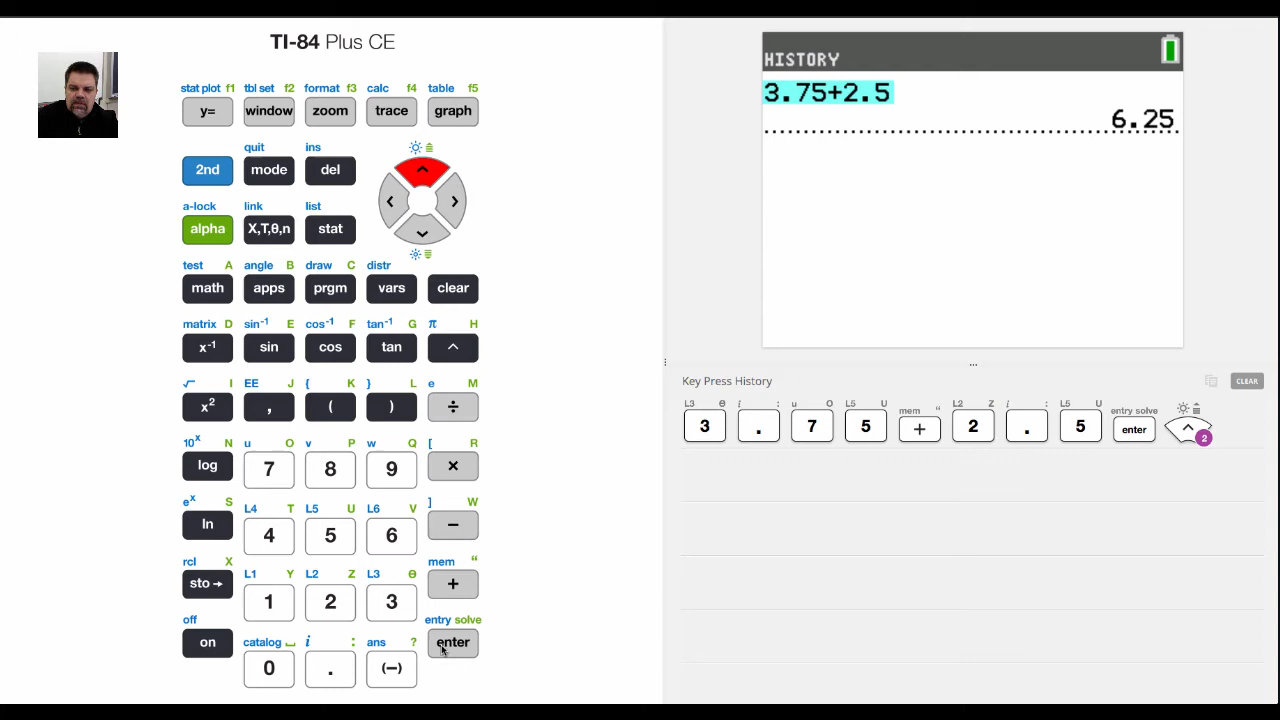 TI-84 Plus CE
stat plot f1 tbl set f2 format f3 calc f4 table f5
y= window zoom trace graph
quit ins
2nd mode del
a-lock link list
alpha X,T,θ,n stat
test A angle B draw C distr
math apps prgm vars clear
matrix D sin⁻¹ E cos⁻¹ F tan⁻¹ G π H
x⁻¹ sin cos tan ^
√ I EE J { K } L e M
x² , ( ) ÷
10ˣ N u O v P w Q [ R
log 7 8 9 ×
eˣ S L4 T L5 U L6 V ] W
ln 4 5 6 −
rcl X L1 Y L2 Z L3 θ mem “
sto→ 1 2 3 +
off catalog ⎵ i : ans ? entry solve
on 0 . (−) enter
HISTORY
3.75+2.5
6.25
Key Press History CLEAR
L3 θ i : u O L5 U mem “ L2 Z i : L5 U entry solve
3 . 7 5 + 2 . 5 enter ^ 2